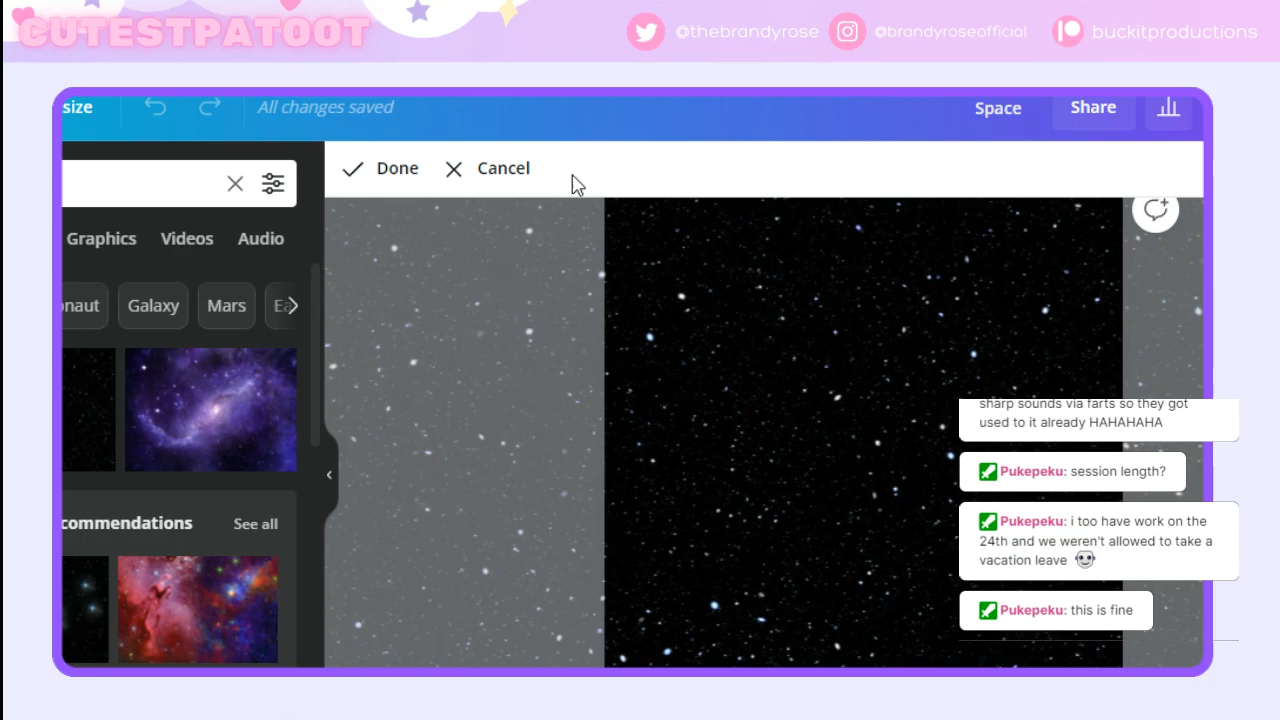 CUTESTPATOOT
@thebrandyrose
@brandyroseofficial
buckitproductions
size
All changes saved
Space
Share
Done
Cancel
Graphics
Videos
Audio
onaut
Galaxy
Mars
Ea
commendations
See all
sharp sounds via farts so they got
used to it already HAHAHAHA
Pukepeku: session length?
Pukepeku: i too have work on the
24th and we weren't allowed to take a
vacation leave
Pukepeku: this is fine